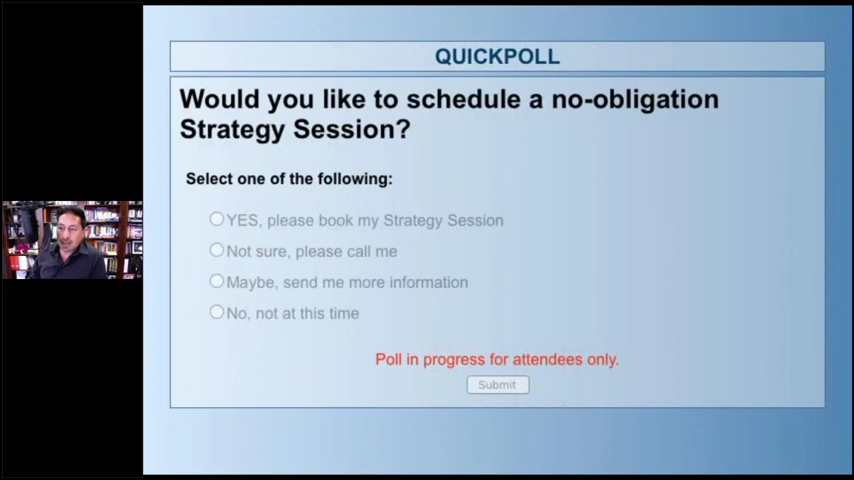 QUICKPOLL
Would you like to schedule a no-obligation
Strategy Session?
Select one of the following:
YES, please book my Strategy Session
Not sure, please call me
Maybe, send me more information
No, not at this time
Poll in progress for attendees only.
Submit